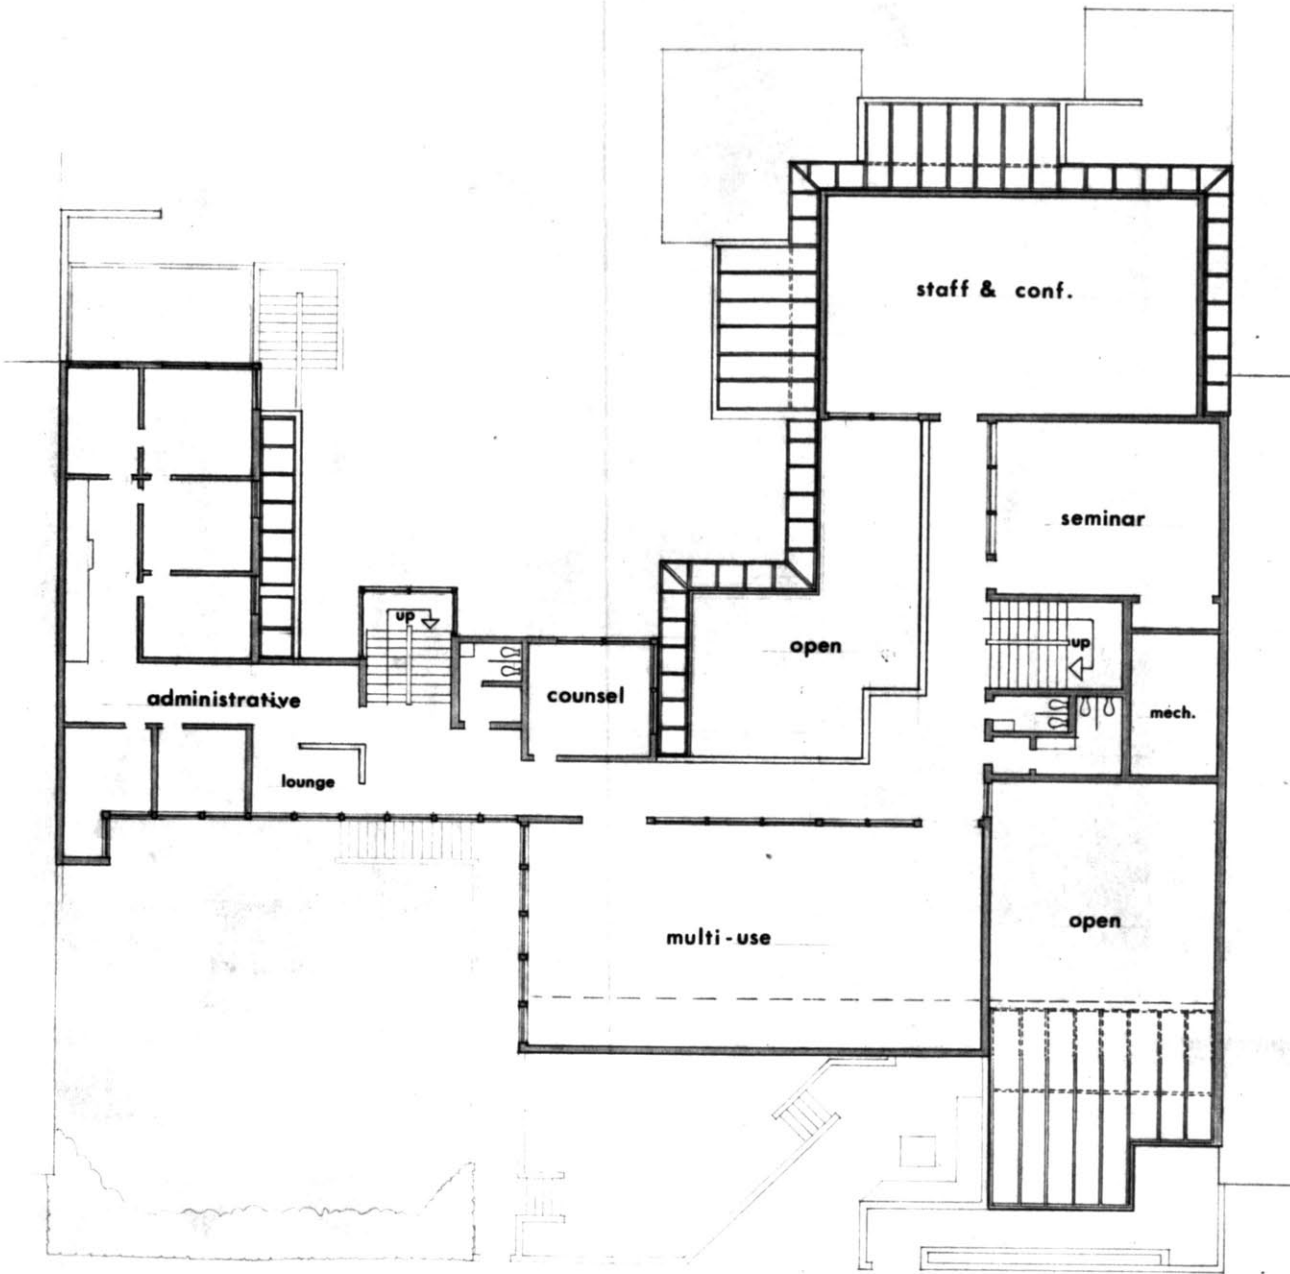 staff & conf.
seminar
up
open
up
counsel
administrative
mech.
lounge
open
multi-use